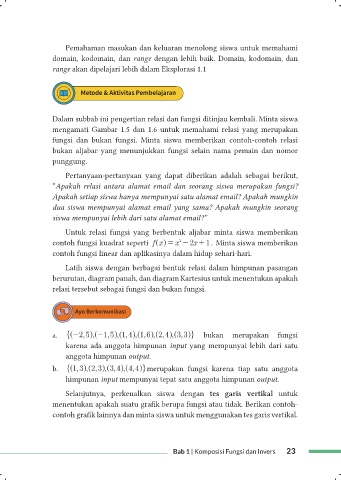 Pemahaman masukan dan keluaran menolong siswa untuk memahami
domain, kodomain, dan range dengan lebih baik. Domain, kodomain, dan
range akan dipelajari lebih dalam Eksplorasi 1.1
Metode & Aktivitas Pembelajaran
Dalam subbab ini pengertian relasi dan fungsi ditinjau kembali. Minta siswa
mengamati Gambar 1.5 dan 1.6 untuk memahami relasi yang merupakan
fungsi dan bukan fungsi. Minta siswa memberikan contoh-contoh relasi
bukan aljabar yang menunjukkan fungsi selain nama pemain dan nomor
punggung.
Pertanyaan-pertanyaan yang dapat diberikan adalah sebagai berikut,
"Apakah relasi antara alamat email dan seorang siswa merupakan fungsi?
Apakah setiap siswa hanya mempunyai satu alamat email? Apakah mungkin
dua siswa mempunyai alamat email yang sama? Apakah mungkin seorang
siswa mempunyai lebih dari satu alamat email?"
Untuk relasi fungsi yang berbentuk aljabar minta siswa memberikan
contoh fungsi kuadrat seperti f(x) = x² − 2x + 1. Minta siswa memberikan
contoh fungsi linear dan aplikasinya dalam hidup sehari-hari.
Latih siswa dengan berbagai bentuk relasi dalam himpunan pasangan
berurutan, diagram panah, dan diagram Kartesius untuk menentukan apakah
relasi tersebut sebagai fungsi dan bukan fungsi.
Ayo Berkomunikasi
a. {(−2,5),(−1,5),(1,4),(1,6),(2,4),(3,3)} bukan merupakan fungsi
karena ada anggota himpunan input yang mempunyai lebih dari satu
anggota himpunan output.
b. {(1,3),(2,3),(3,4),(4,4)} merupakan fungsi karena tiap satu anggota
himpunan input mempunyai tepat satu anggota himpunan output.
Selanjutnya, perkenalkan siswa dengan tes garis vertikal untuk
menentukan apakah suatu grafik berupa fungsi atau tidak. Berikan contoh-
contoh grafik lainnya dan minta siswa untuk menggunakan tes garis vertikal.
Bab 1 | Komposisi Fungsi dan Invers 23